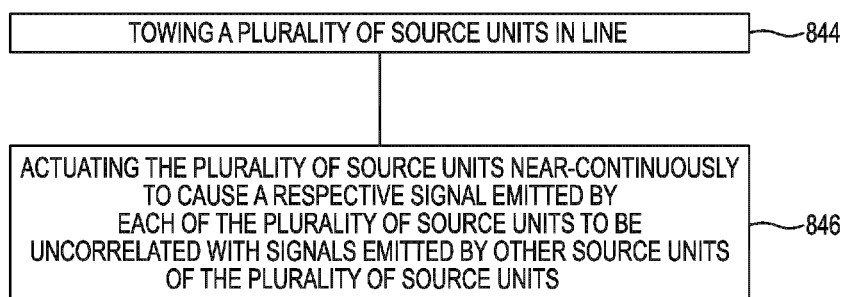 TOWING A PLURALITY OF SOURCE UNITS IN LINE
844
ACTUATING THE PLURALITY OF SOURCE UNITS NEAR-CONTINUOUSLY
TO CAUSE A RESPECTIVE SIGNAL EMITTED BY
EACH OF THE PLURALITY OF SOURCE UNITS TO BE
UNCORRELATED WITH SIGNALS EMITTED BY OTHER SOURCE UNITS
OF THE PLURALITY OF SOURCE UNITS
846